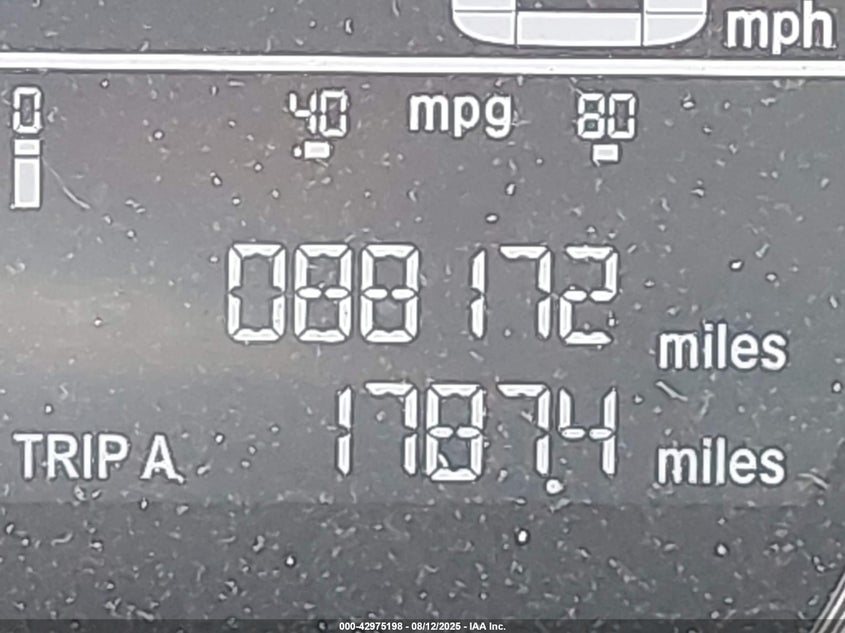 mph
0 40 mpg 80
088172 miles
TRIP A 1787.4 miles
000-42975198 - 08/12/2025 - IAA Inc.